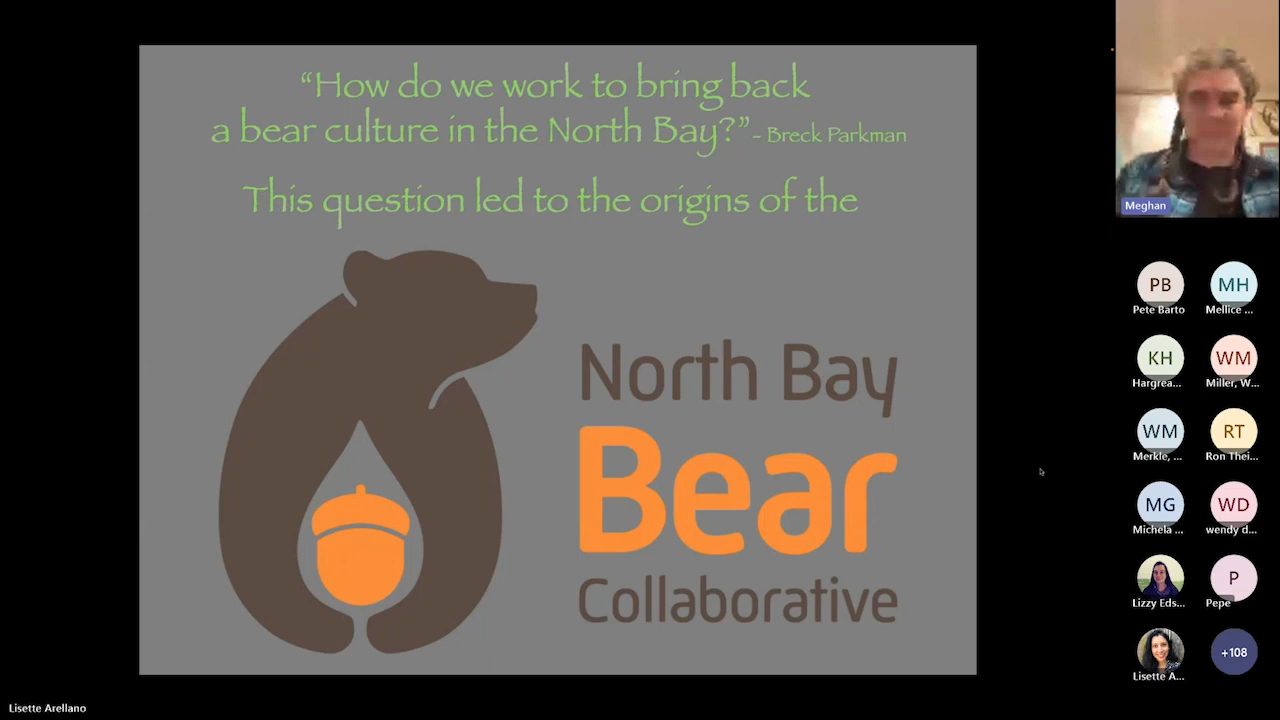 “How do we work to bring back
a bear culture in the North Bay?” - Breck Parkman
This question led to the origins of the
North Bay
Bear
Collaborative
Meghan
PB
MH
Pete Barto
Mellice ...
KH
WM
Hargrea...
Miller, W...
WM
RT
Merkle, ...
Ron Thei...
MG
WD
Michela ...
wendy d...
P
Lizzy Eds...
Pepe
+108
Lisette A...
Lisette Arellano